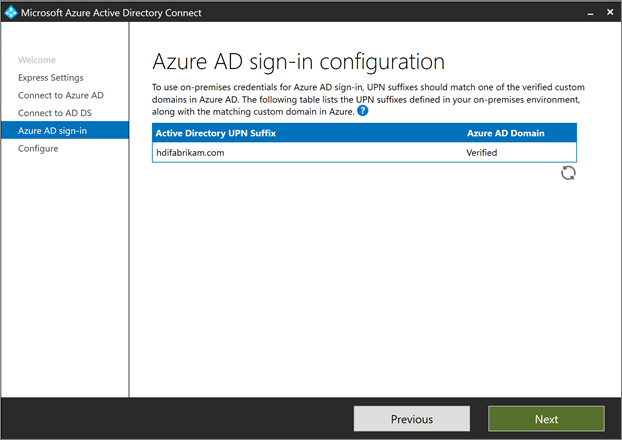 Microsoft Azure Active Directory Connect
Welcome
Express Settings
Connect to Azure AD
Connect to AD DS
Azure AD sign-in
Configure
Azure AD sign-in configuration
To use on-premises credentials for Azure AD sign-in, UPN suffixes should match one of the verified custom
domains in Azure AD. The following table lists the UPN suffixes defined in your on-premises environment,
along with the matching custom domain in Azure. ?
Active Directory UPN Suffix Azure AD Domain
hdifabrikam.com Verified
Previous Next